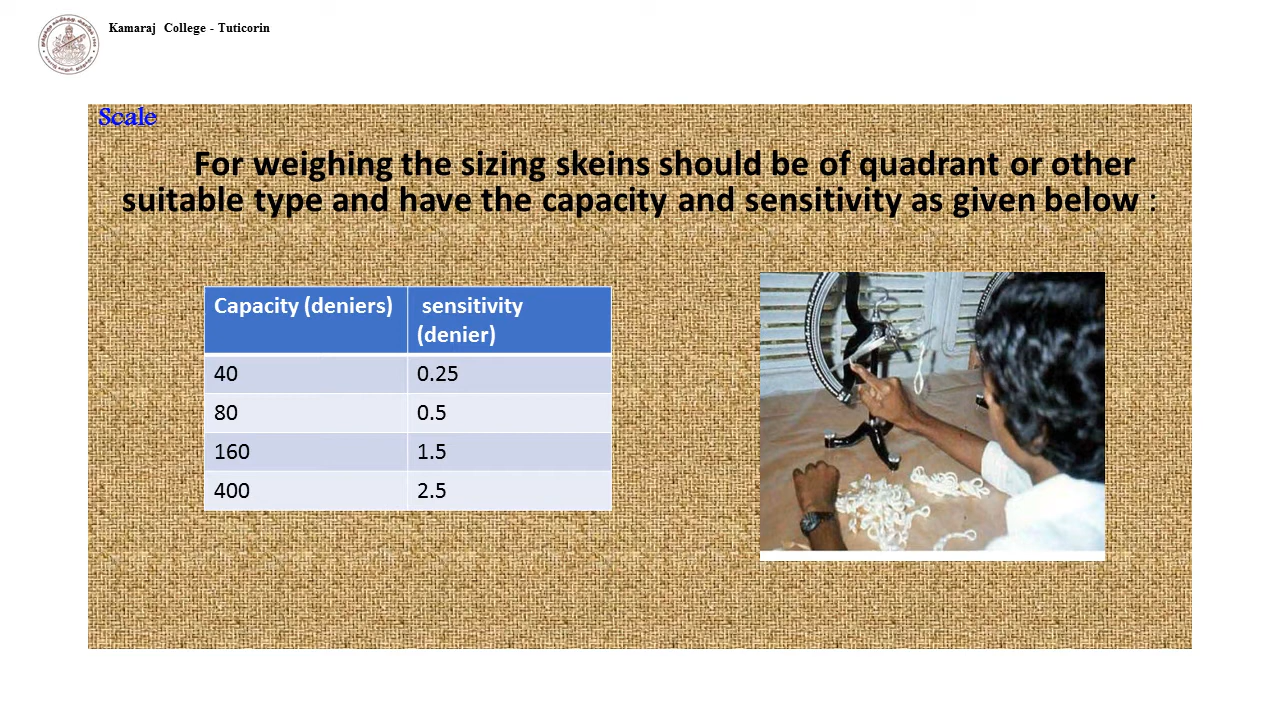 Kamaraj College - Tuticorin
Scale
For weighing the sizing skeins should be of quadrant or other
suitable type and have the capacity and sensitivity as given below :
Capacity (deniers) sensitivity
(denier)
40 0.25
80 0.5
160 1.5
400 2.5